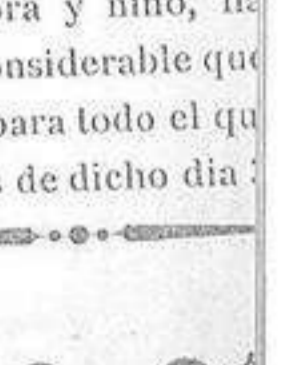 ora y niño, ha
onsiderable que
para todo el qu
s de dicho dia